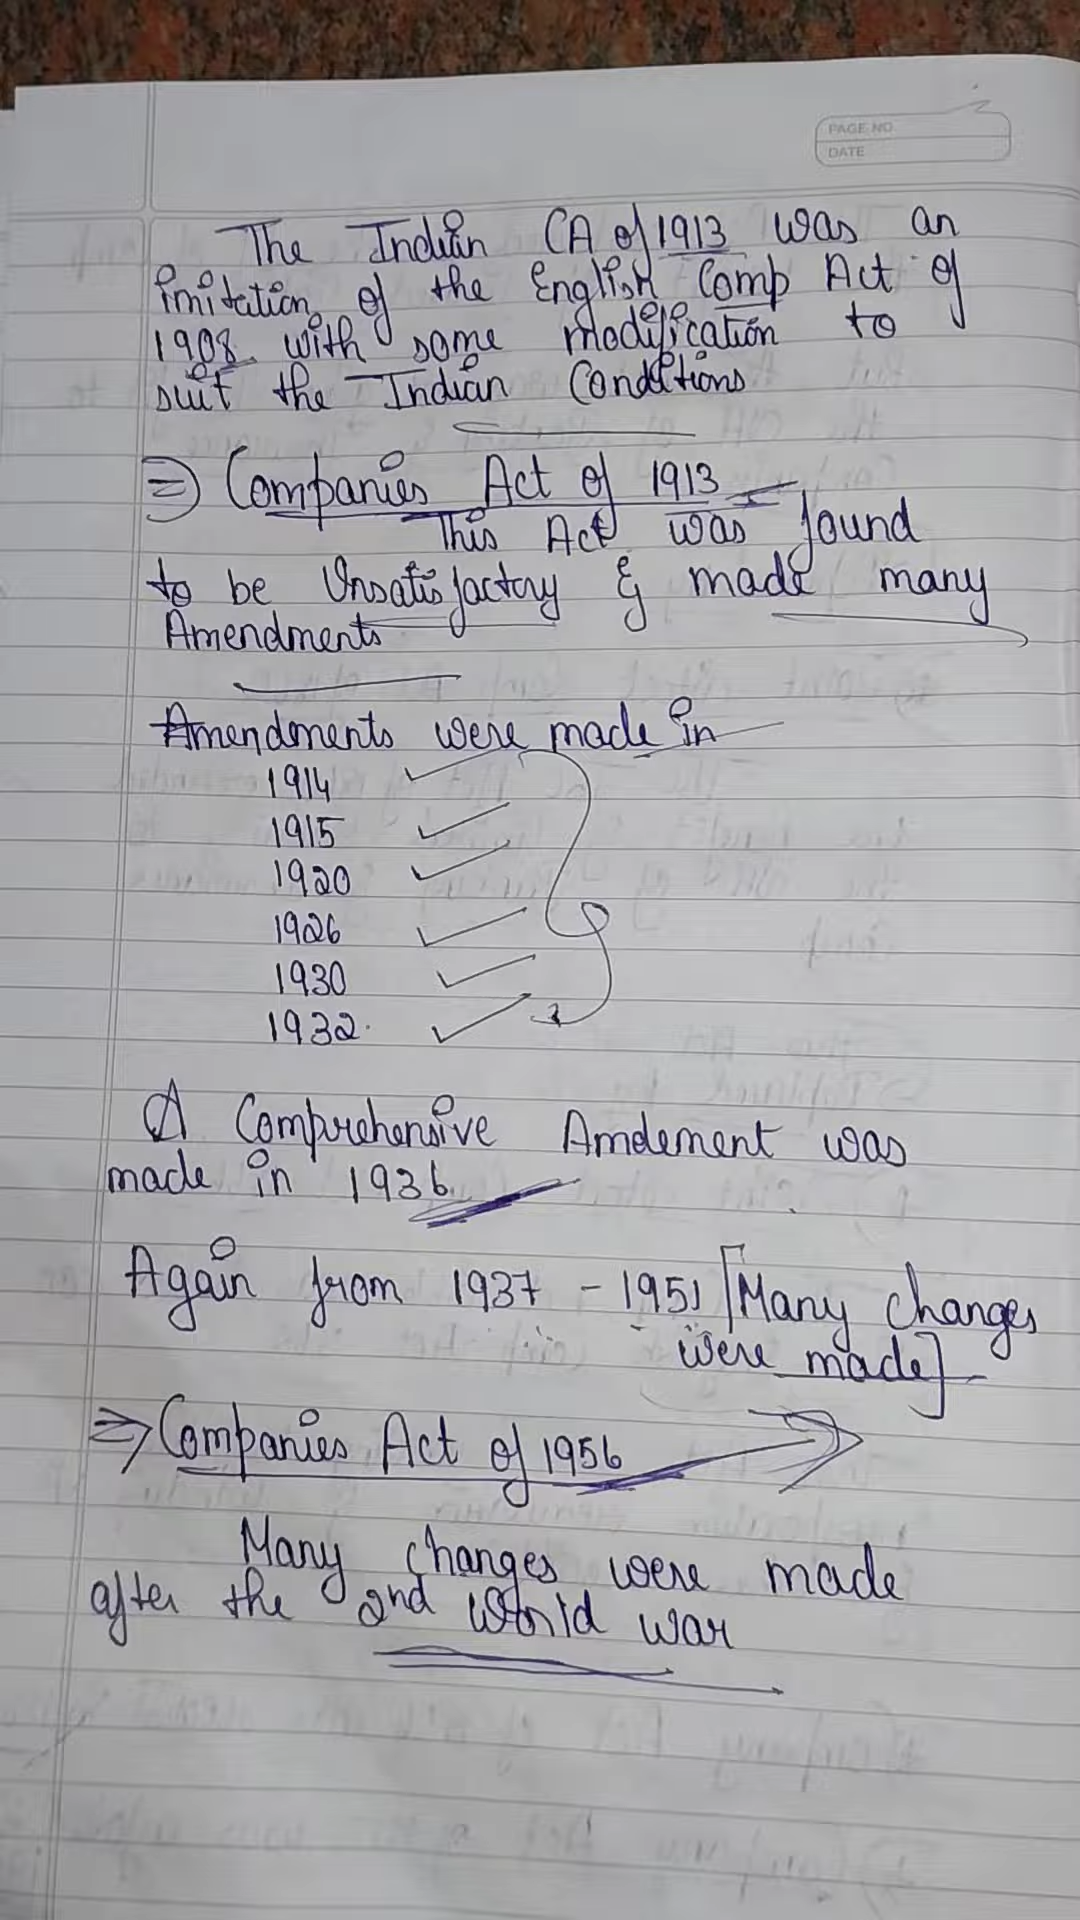 PAGE NO
DATE
The Indian CA of 1913 was an
imitation of the English Comp Act of
1908 with some modification to
suit the Indian Conditions
⇒ Companies Act of 1913
This Act was found
to be Unsatisfactory & made many
Amendments
Amendments were made in
1914
1915
1920
1926
1930
1932.
A Comprehensive Amdement was
made in 1936
Again from 1937 - 1951 [Many changes
were made]
⇒ Companies Act of 1956
Many changes were made
after the 2nd World war